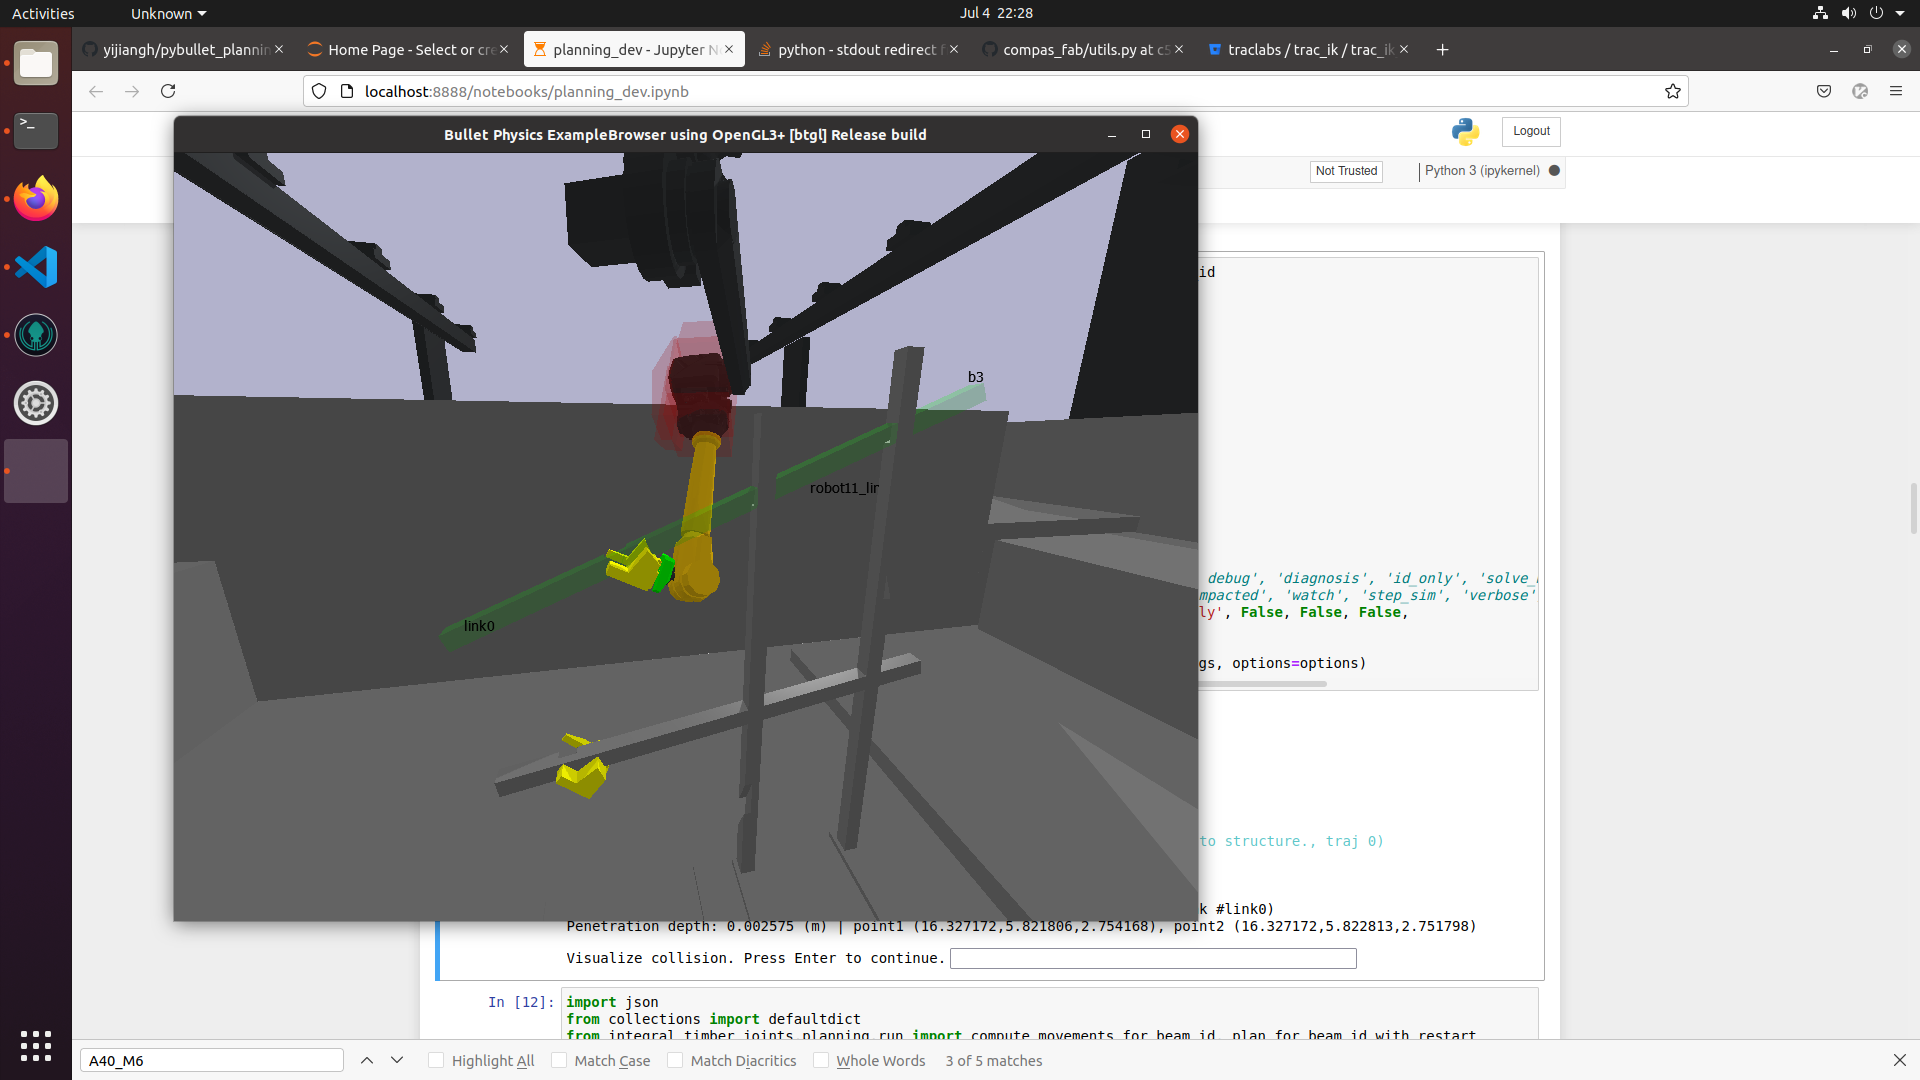 Activities
Unknown
Jul 4 22:28
yijiangh/pybullet_plannin
Home Page - Select or cre
planning_dev - Jupyter N
python - stdout redirect f
compas_fab/utils.py at c5
traclabs / trac_ik / trac_ik
localhost:8888/notebooks/planning_dev.ipynb
Bullet Physics ExampleBrowser using OpenGL3+ [btgl] Release build
Logout
Not Trusted
Python 3 (ipykernel)
id
b3
robot11_lin
link0
debug', 'diagnosis', 'id_only', 'solve_
mpacted', 'watch', 'step_sim', 'verbose'
ly', False, False, False,
gs, options=options)
to structure., traj 0)
k #link0)
Penetration depth: 0.002575 (m) | point1 (16.327172,5.821806,2.754168), point2 (16.327172,5.822813,2.751798)
Visualize collision. Press Enter to continue.
In [12]:
import json
from collections import defaultdict
from integral_timber_joints.planning.run import compute_movements_for_beam_id, plan_for_beam_id_with_restart
A40_M6
Highlight All
Match Case
Match Diacritics
Whole Words
3 of 5 matches